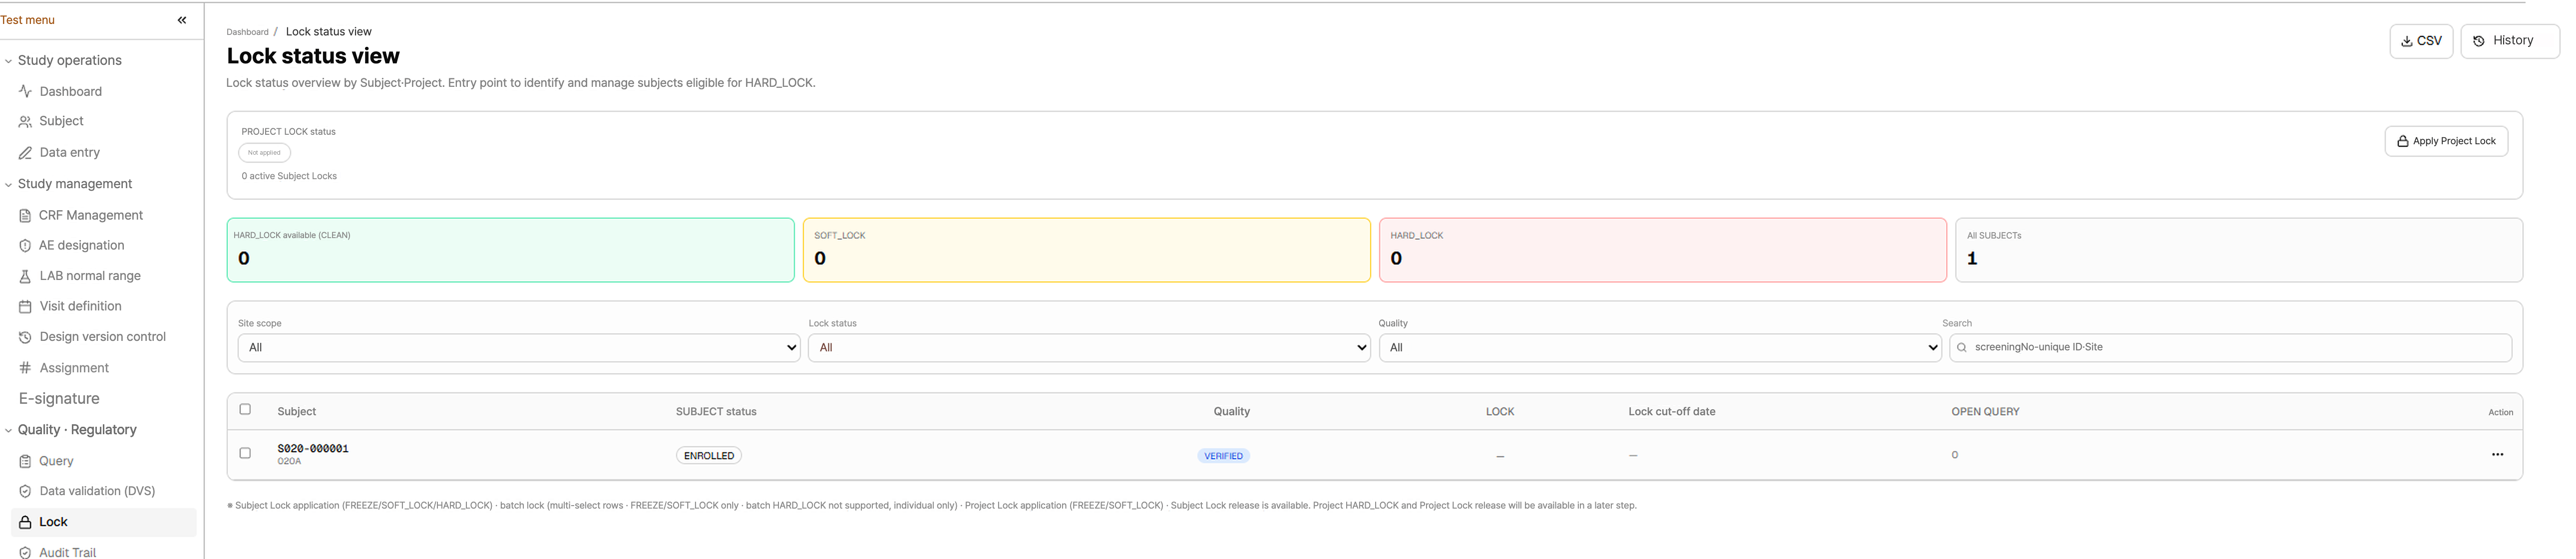 Test menu
Study operations
Dashboard
Subject
Data entry
Study management
CRF Management
AE designation
LAB normal range
Visit definition
Design version control
Assignment
E-signature
Quality · Regulatory
Query
Data validation (DVS)
Lock
Audit Trail
Dashboard / Lock status view
Lock status view
Lock status overview by Subject·Project. Entry point to identify and manage subjects eligible for HARD_LOCK.
CSV
History
PROJECT LOCK status
Not applied
0 active Subject Locks
Apply Project Lock
HARD_LOCK available (CLEAN)
0
SOFT_LOCK
0
HARD_LOCK
0
All SUBJECTs
1
Site scope
All
Lock status
All
Quality
All
Search
screeningNo-unique ID·Site
Subject SUBJECT status Quality LOCK Lock cut-off date OPEN QUERY Action
S020-000001 ENROLLED VERIFIED — — 0 ···
020A
※ Subject Lock application (FREEZE/SOFT_LOCK/HARD_LOCK) · batch lock (multi-select rows · FREEZE/SOFT_LOCK only · batch HARD_LOCK not supported, individual only) · Project Lock application (FREEZE/SOFT_LOCK) · Subject Lock release is available. Project HARD_LOCK and Project Lock release will be available in a later step.